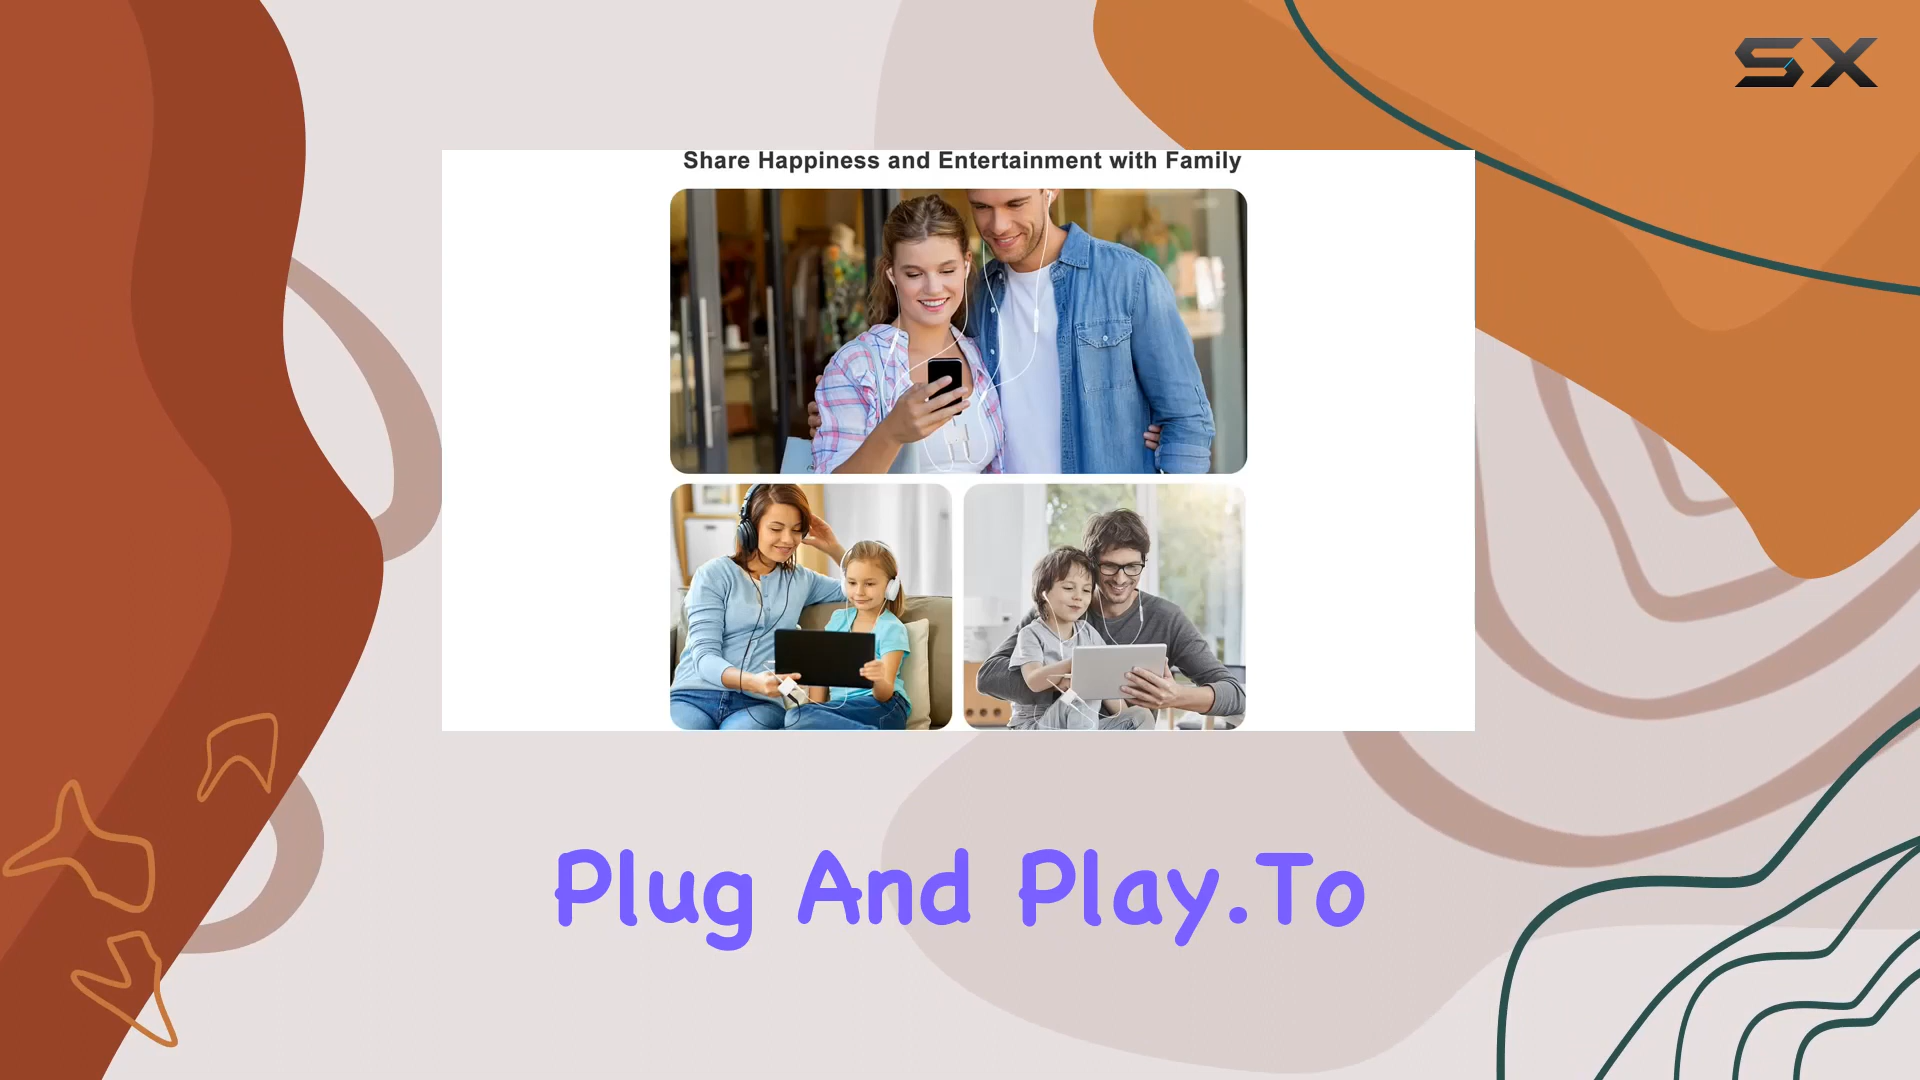 SX
Share Happiness and Entertainment with Family
Plug And Play.To